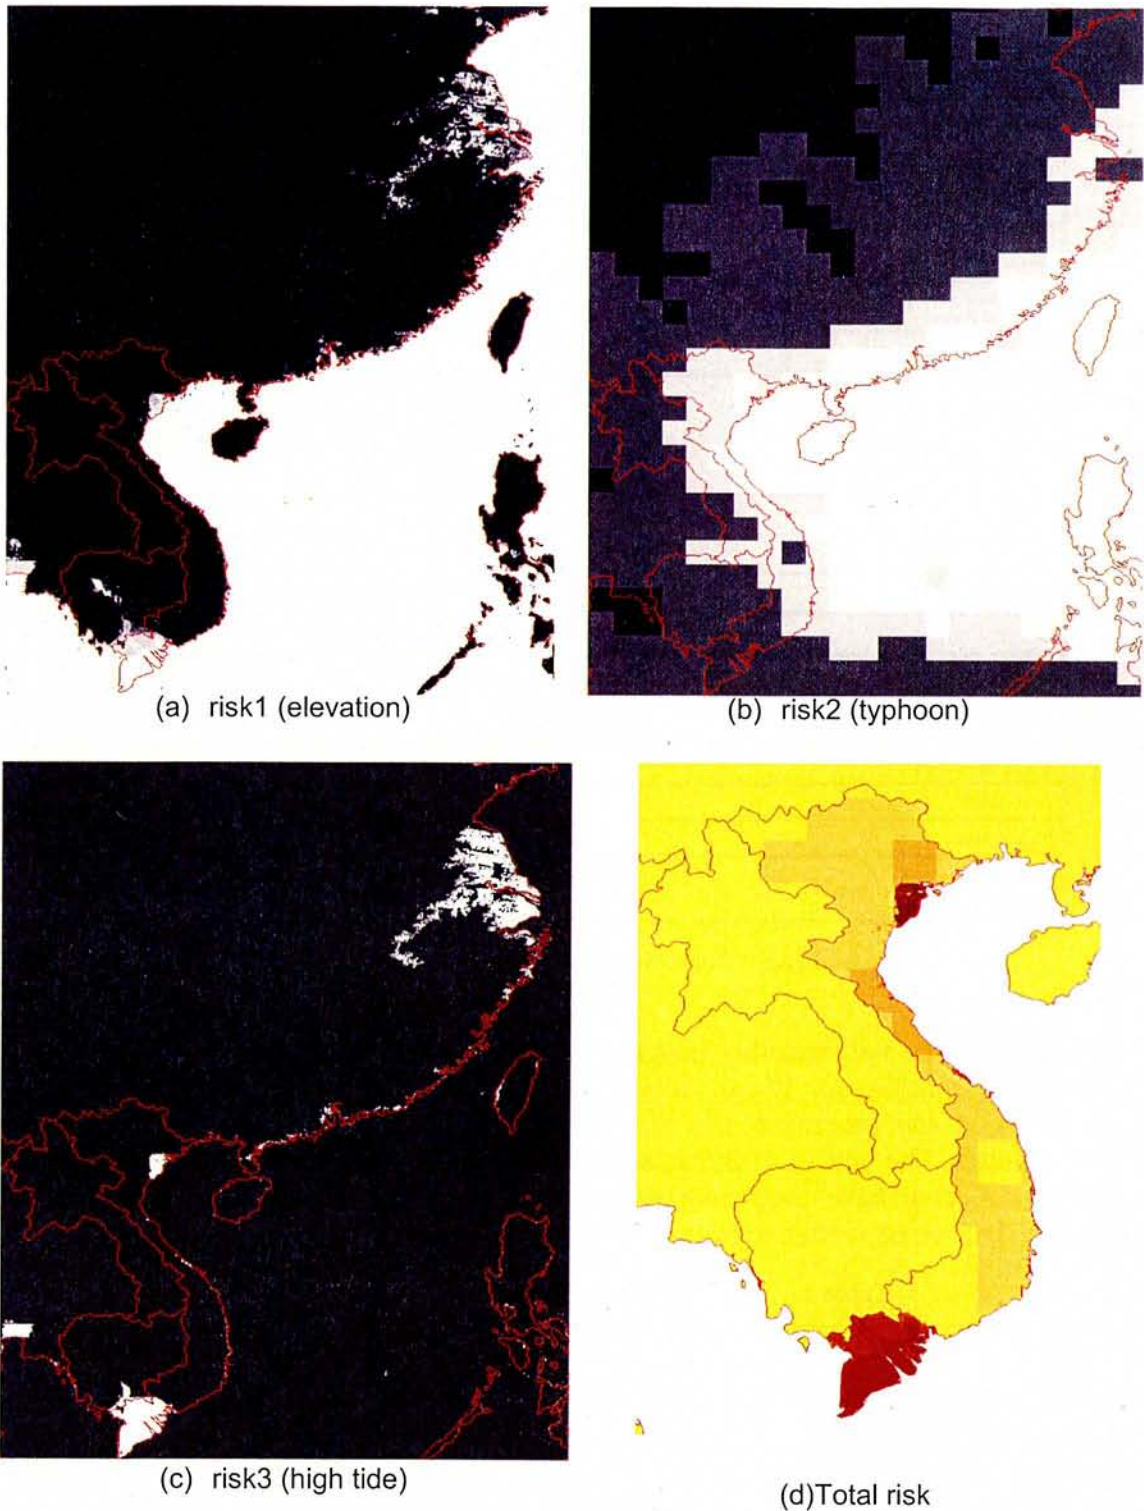 (a) risk1 (elevation)
(b) risk2 (typhoon)
(c) risk3 (high tide)
(d)Total risk